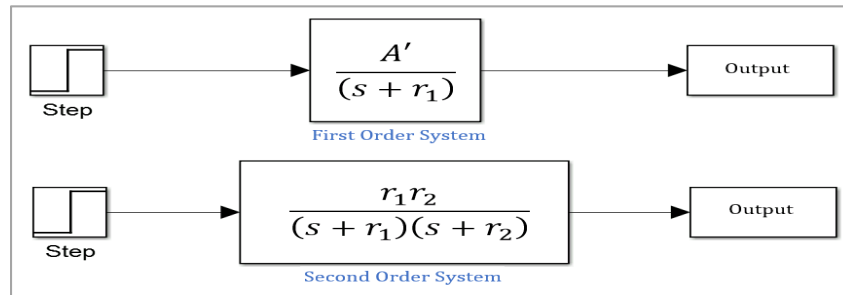 A′
(s + r₁)
Output
Step
First Order System
r₁r₂
(s + r₁)(s + r₂)
Output
Step
Second Order System